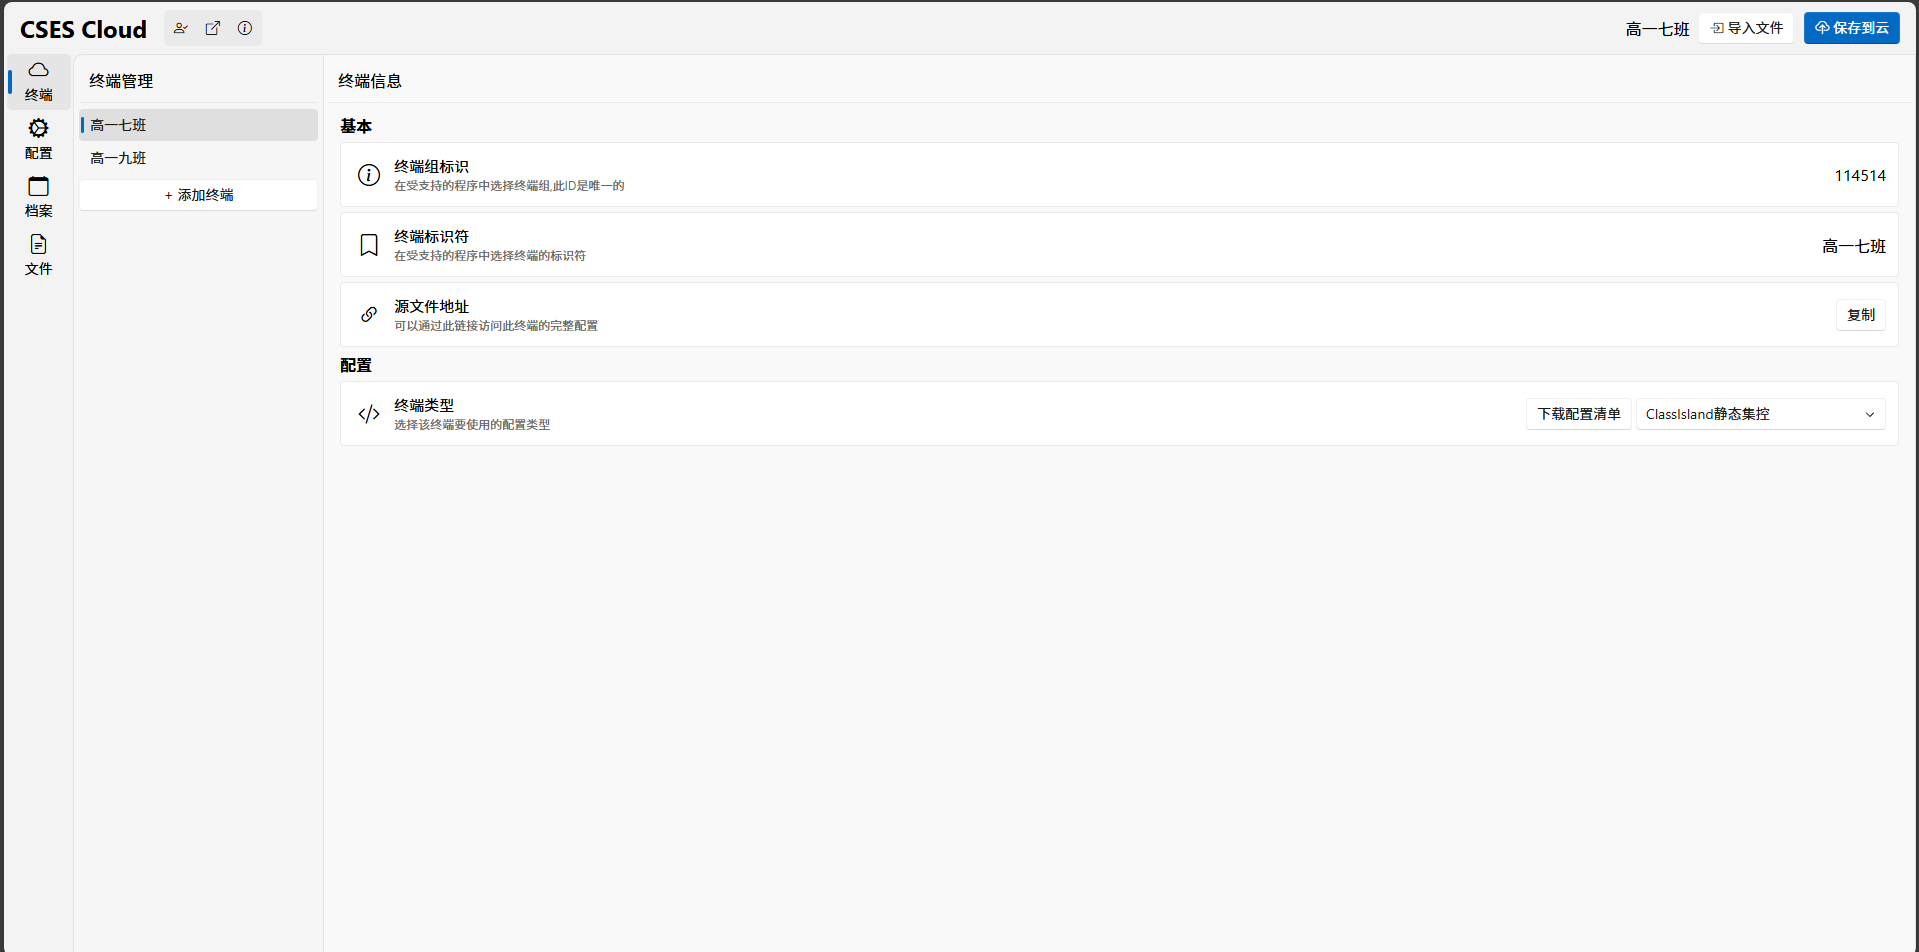 CSES Cloud
高一七班
导入文件
保存到云
终端
配置
档案
文件
终端管理
高一七班
高一九班
+ 添加终端
终端信息
基本
终端组标识
在受支持的程序中选择终端组,此ID是唯一的
114514
终端标识符
在受支持的程序中选择终端的标识符
高一七班
源文件地址
可以通过此链接访问此终端的完整配置
复制
配置
终端类型
选择该终端要使用的配置类型
下载配置清单
ClassIsland静态集控